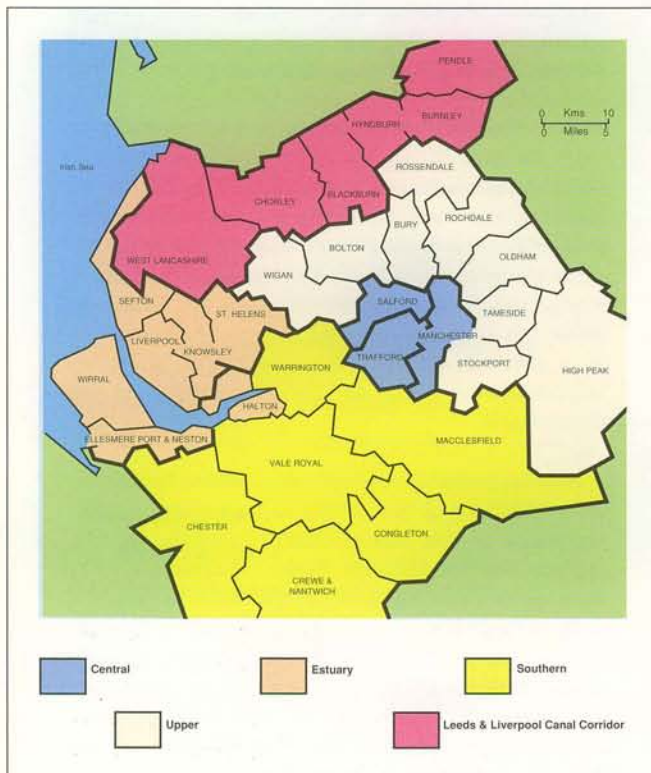 PENDLE
HYNDBURN
BURNLEY
0 Kms 10
0 Miles 5
Irish Sea
ROSSENDALE
CHORLEY
BLACKBURN
BURY
ROCHDALE
WEST LANCASHIRE
BOLTON
OLDHAM
WIGAN
SEFTON
ST. HELENS
SALFORD
TAMESIDE
LIVERPOOL
MANCHESTER
KNOWSLEY
TRAFFORD
STOCKPORT
WARRINGTON
HIGH PEAK
WIRRAL
HALTON
ELLESMERE PORT & NESTON
MACCLESFIELD
VALE ROYAL
CHESTER
CONGLETON
CREWE &
NANTWICH
Central
Estuary
Southern
Upper
Leeds & Liverpool Canal Corridor